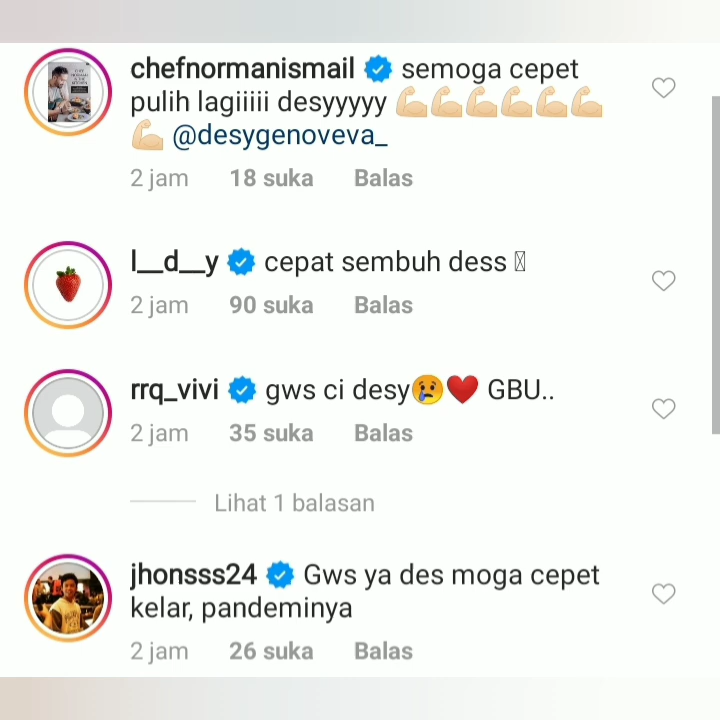 chefnormanismail semoga cepet
pulih lagiiiii desyyyyy 💪🏻💪🏻💪🏻💪🏻💪🏻💪🏻
💪🏻 @desygenoveva_
2 jam 18 suka Balas
l__d__y cepat sembuh dess
2 jam 90 suka Balas
rrq_vivi gws ci desy😢❤️ GBU..
2 jam 35 suka Balas
Lihat 1 balasan
jhonsss24 Gws ya des moga cepet
kelar, pandeminya
2 jam 26 suka Balas